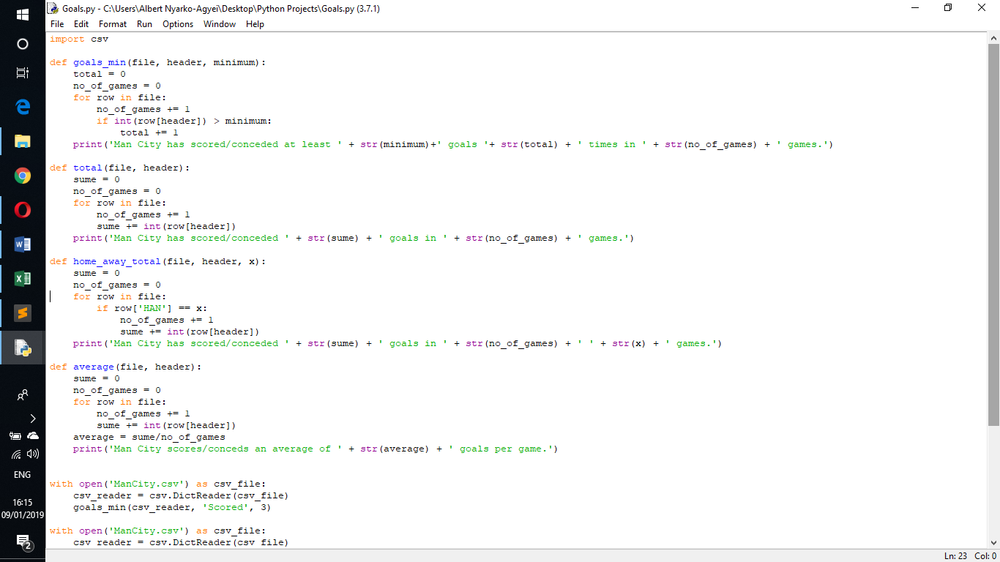 Goals.py - C:\Users\Albert Nyarko-Agyei\Desktop\Python Projects\Goals.py (3.7.1)
File Edit Format Run Options Window Help
import csv
def goals_min(file, header, minimum):
    total = 0
    no_of_games = 0
    for row in file:
        no_of_games += 1
        if int(row[header]) > minimum:
            total += 1
    print('Man City has scored/conceded at least ' + str(minimum)+' goals '+ str(total) + ' times in ' + str(no_of_games) + ' games.')
def total(file, header):
    sume = 0
    no_of_games = 0
    for row in file:
        no_of_games += 1
        sume += int(row[header])
    print('Man City has scored/conceded ' + str(sume) + ' goals in ' + str(no_of_games) + ' games.')
def home_away_total(file, header, x):
    sume = 0
    no_of_games = 0
    for row in file:
        if row['HAN'] == x:
            no_of_games += 1
            sume += int(row[header])
    print('Man City has scored/conceded ' + str(sume) + ' goals in ' + str(no_of_games) + ' ' + str(x) + ' games.')
def average(file, header):
    sume = 0
    no_of_games = 0
    for row in file:
        no_of_games += 1
        sume += int(row[header])
    average = sume/no_of_games
    print('Man City scores/conceds an average of ' + str(average) + ' goals per game.')
with open('ManCity.csv') as csv_file:
    csv_reader = csv.DictReader(csv_file)
    goals_min(csv_reader, 'Scored', 3)
with open('ManCity.csv') as csv_file:
    csv_reader = csv.DictReader(csv_file)
Ln: 23 Col: 0
ENG
16:15
09/01/2019
2